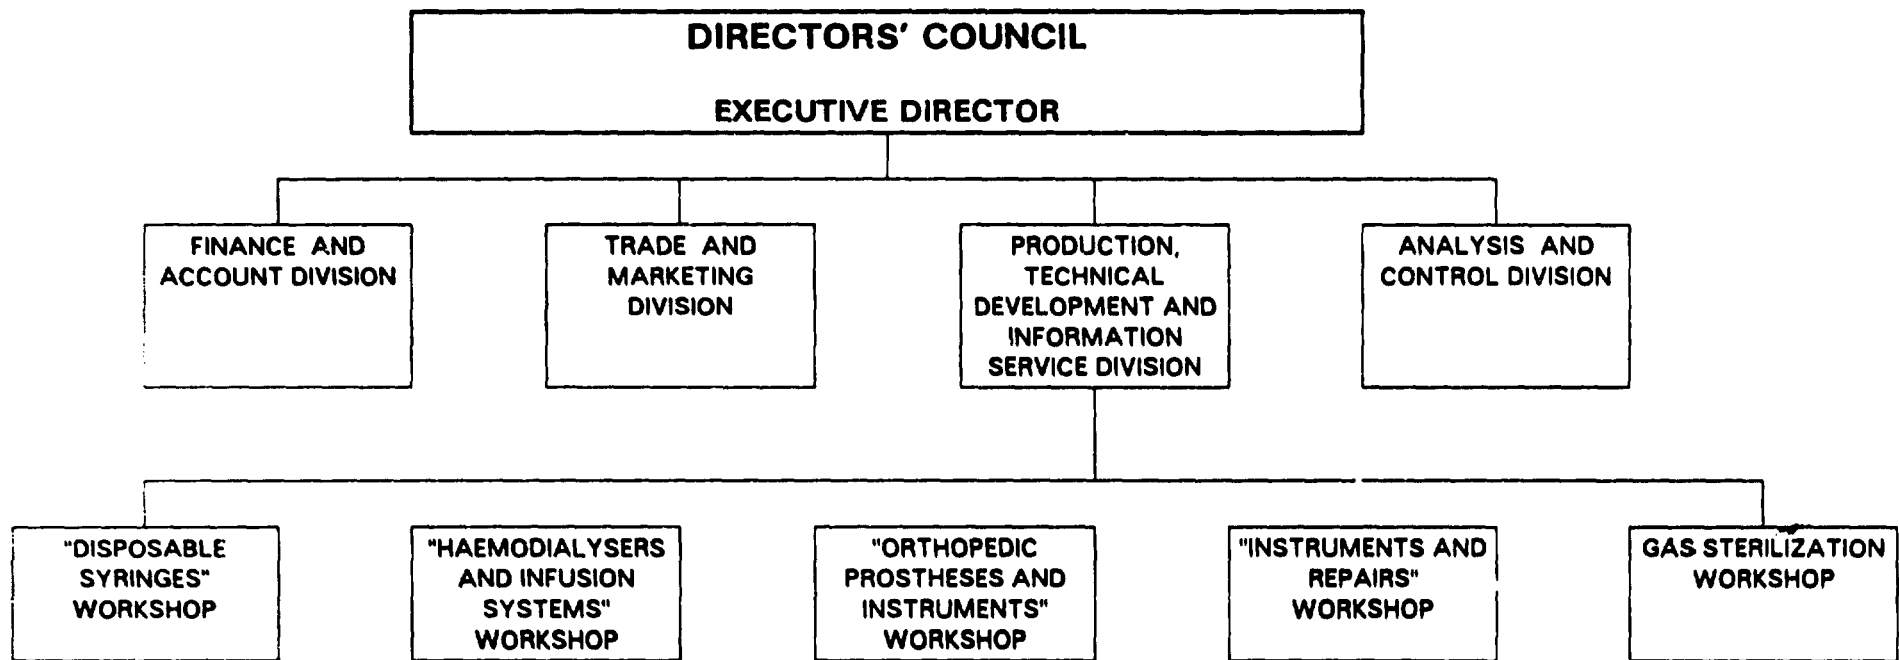 DIRECTORS' COUNCIL
EXECUTIVE DIRECTOR
FINANCE AND
ACCOUNT DIVISION
TRADE AND
MARKETING
DIVISION
PRODUCTION,
TECHNICAL
DEVELOPMENT AND
INFORMATION
SERVICE DIVISION
ANALYSIS AND
CONTROL DIVISION
"DISPOSABLE
SYRINGES"
WORKSHOP
"HAEMODIALYSERS
AND INFUSION
SYSTEMS"
WORKSHOP
"ORTHOPEDIC
PROSTHESES AND
INSTRUMENTS"
WORKSHOP
"INSTRUMENTS AND
REPAIRS"
WORKSHOP
GAS STERILIZATION
WORKSHOP